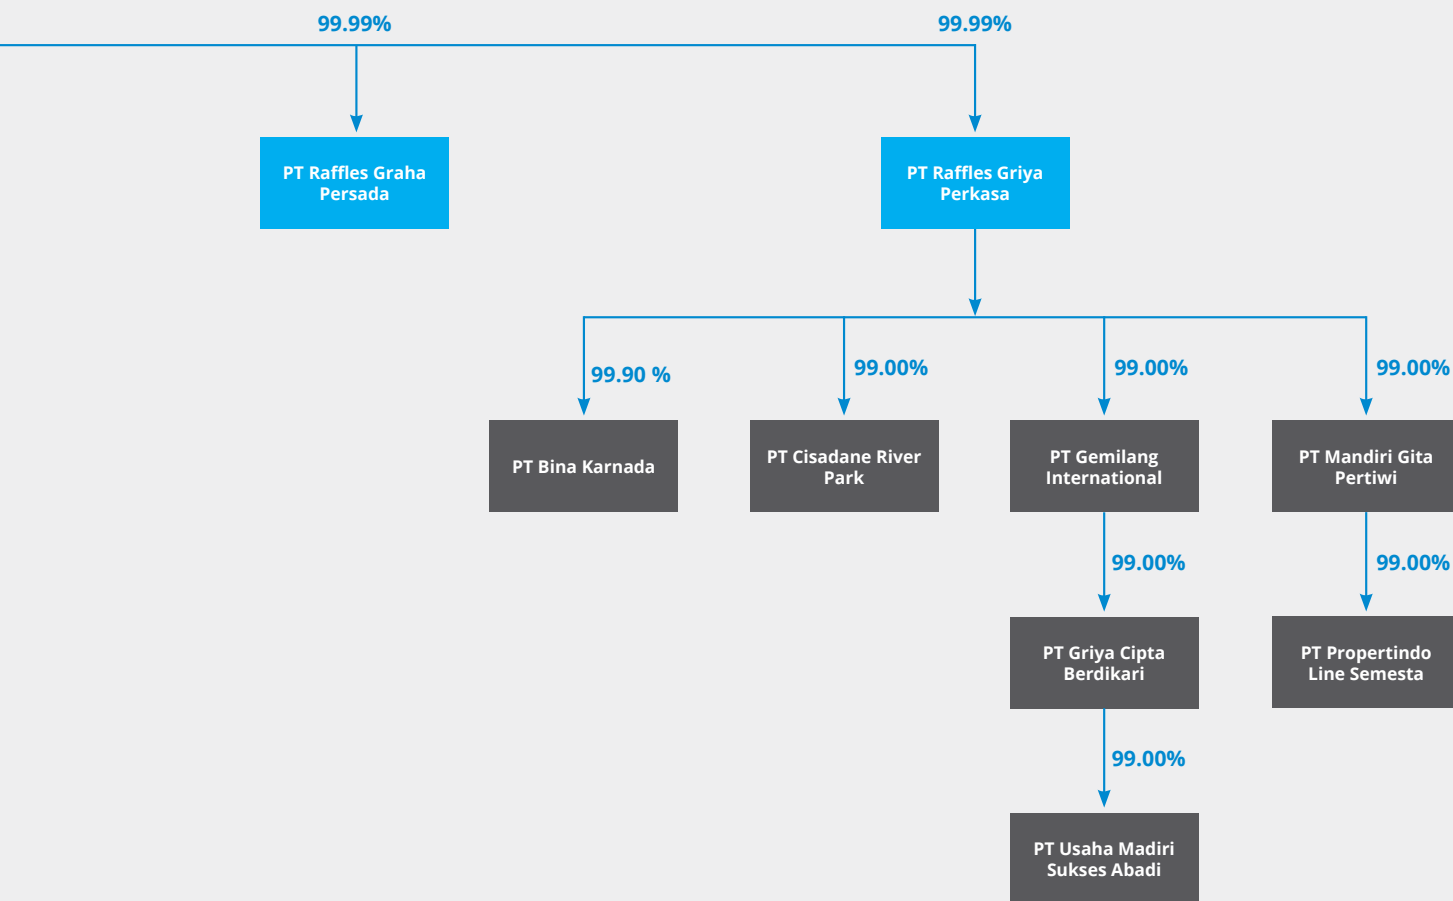 99.99%
99.99%
PT Raffles Graha
Persada
PT Raffles Griya
Perkasa
99.90 %
99.00%
99.00%
99.00%
PT Bina Karnada
PT Cisadane River
Park
PT Gemilang
International
PT Mandiri Gita
Pertiwi
99.00%
99.00%
PT Griya Cipta
Berdikari
PT Propertindo
Line Semesta
99.00%
PT Usaha Madiri
Sukses Abadi